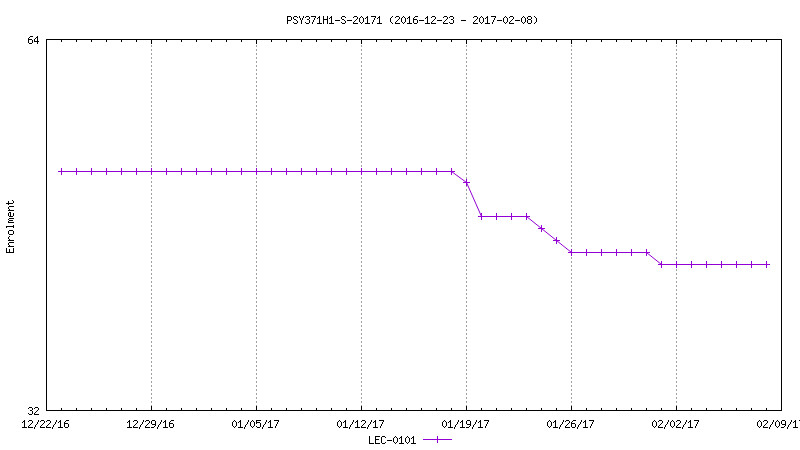 PSY371H1-S-20171 (2016-12-23 - 2017-02-08)
64
Enrolment
32
12/22/16 12/29/16 01/05/17 01/12/17 01/19/17 01/26/17 02/02/17 02/09/1
LEC-0101